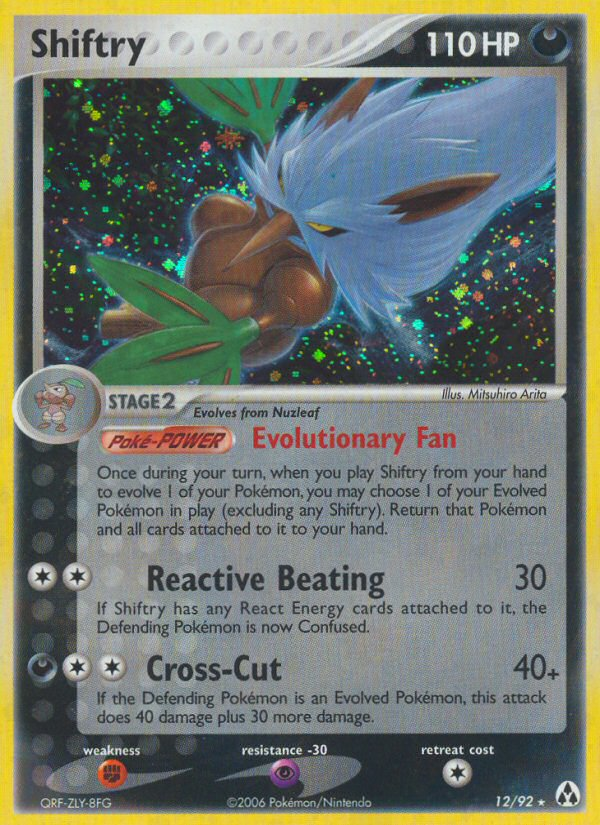 Shiftry 110 HP
Illus. Mitsuhiro Arita
STAGE 2
Evolves from Nuzleaf
Poké-POWER Evolutionary Fan
Once during your turn, when you play Shiftry from your hand
to evolve 1 of your Pokémon, you may choose 1 of your Evolved
Pokémon in play (excluding any Shiftry). Return that Pokémon
and all cards attached to it to your hand.
Reactive Beating 30
If Shiftry has any React Energy cards attached to it, the
Defending Pokémon is now Confused.
Cross-Cut 40+
If the Defending Pokémon is an Evolved Pokémon, this attack
does 40 damage plus 30 more damage.
weakness resistance -30 retreat cost
QRF-ZLY-8FG ©2006 Pokémon/Nintendo 12/92 ★